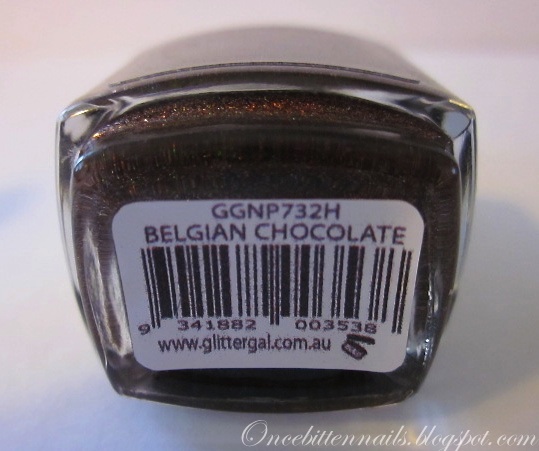 GGNP732H
BELGIAN CHOCOLATE
9 341882 003538
www.glittergal.com.au
Oncebittennails.blogspot.com